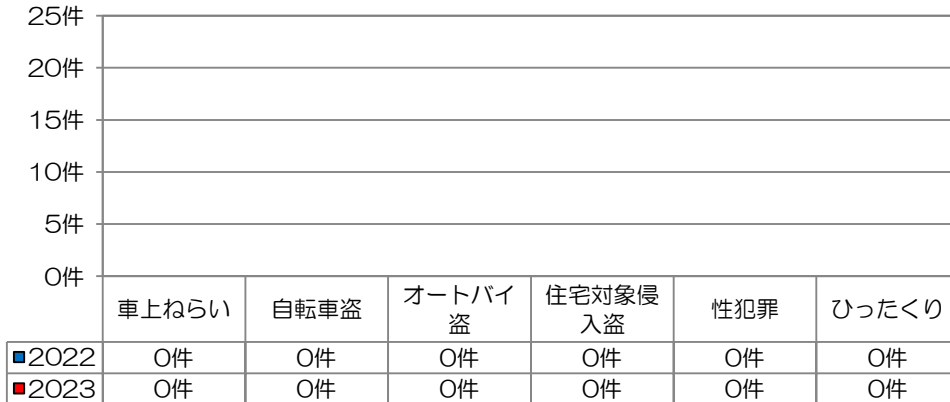 25件
20件
15件
10件
5件
0件
車上ねらい 自転車盗 オートバイ盗 住宅対象侵入盗 性犯罪 ひったくり
2022 0件 0件 0件 0件 0件 0件
2023 0件 0件 0件 0件 0件 0件